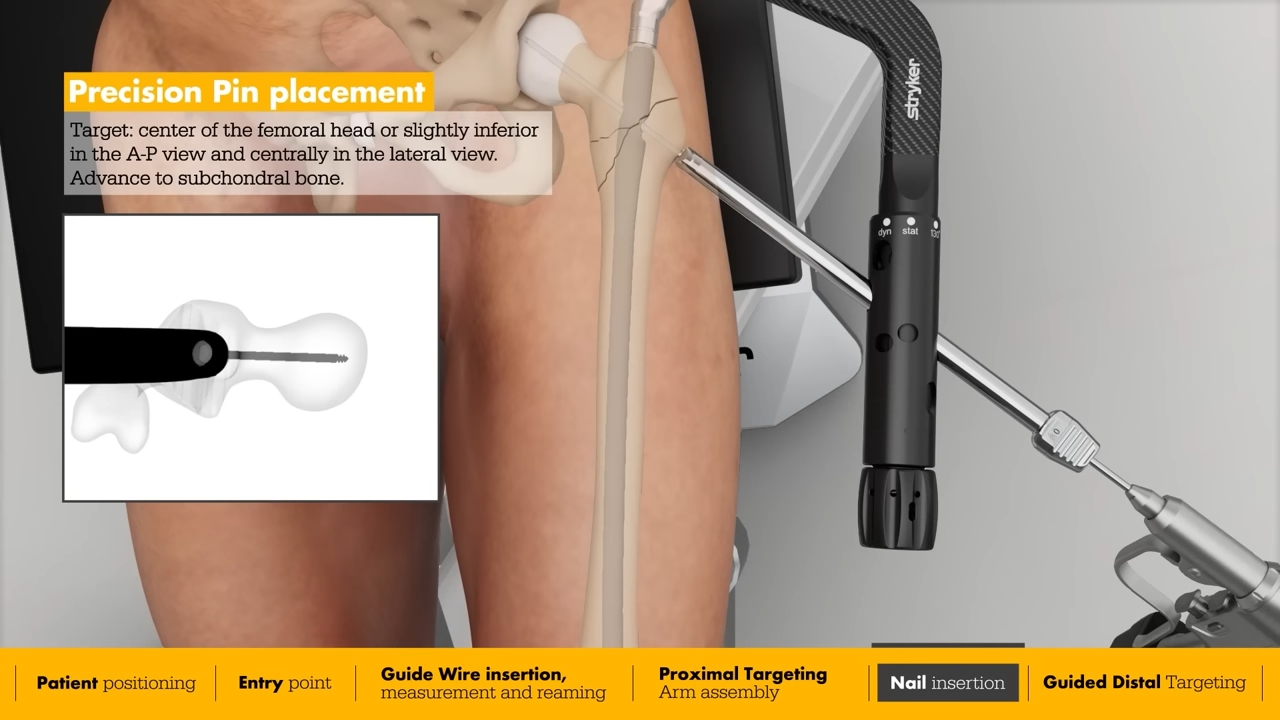 Precision Pin placement
Target: center of the femoral head or slightly inferior
in the A-P view and centrally in the lateral view.
Advance to subchondral bone.
stryker
dyn stat 130°
Patient positioning
Entry point
Guide Wire insertion,
measurement and reaming
Proximal Targeting
Arm assembly
Nail insertion
Guided Distal Targeting